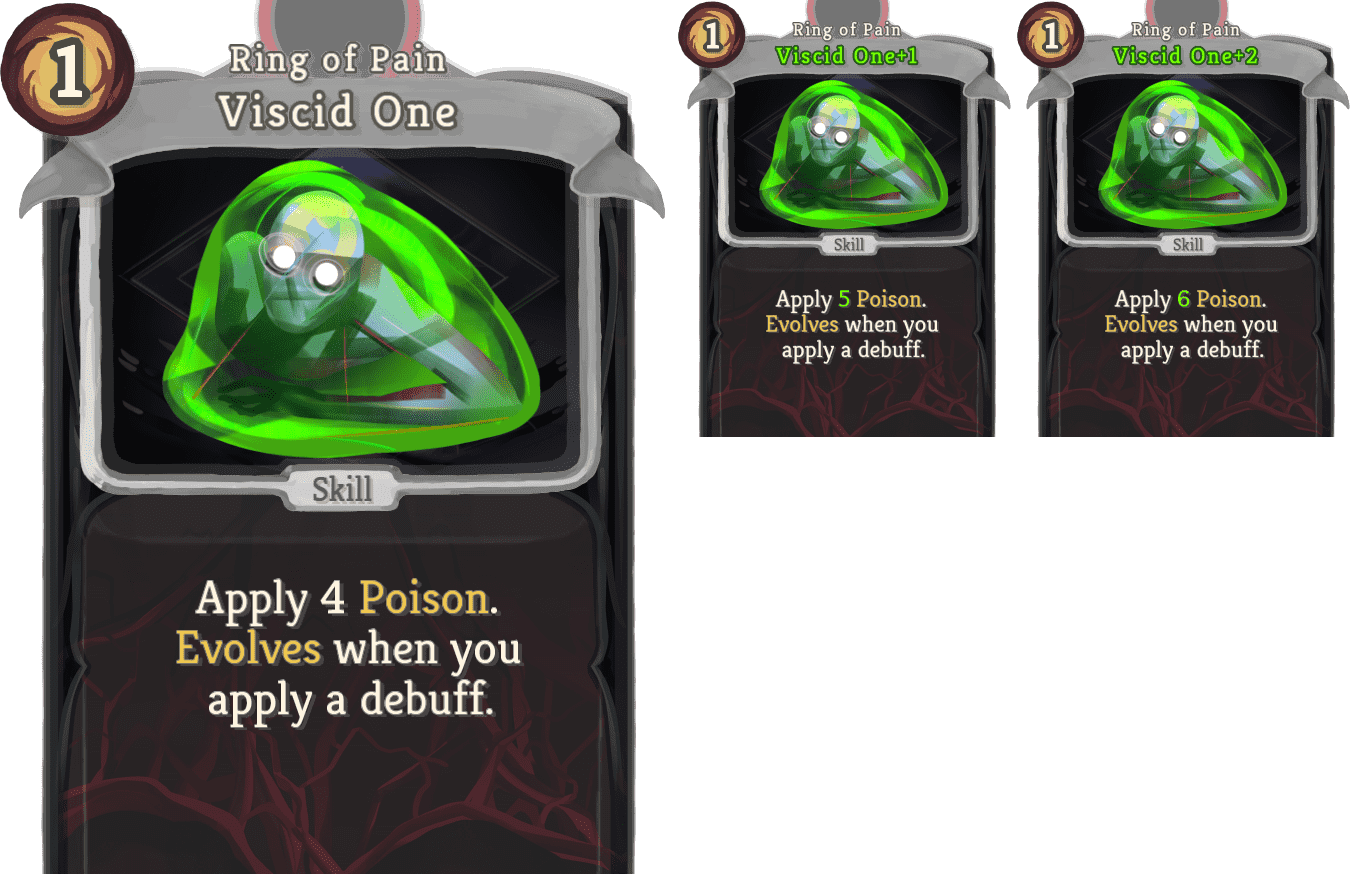 1
Ring of Pain
Viscid One
Skill
Apply 4 Poison.
Evolves when you
apply a debuff.
1
Ring of Pain
Viscid One+1
Skill
Apply 5 Poison.
Evolves when you
apply a debuff.
1
Ring of Pain
Viscid One+2
Skill
Apply 6 Poison.
Evolves when you
apply a debuff.